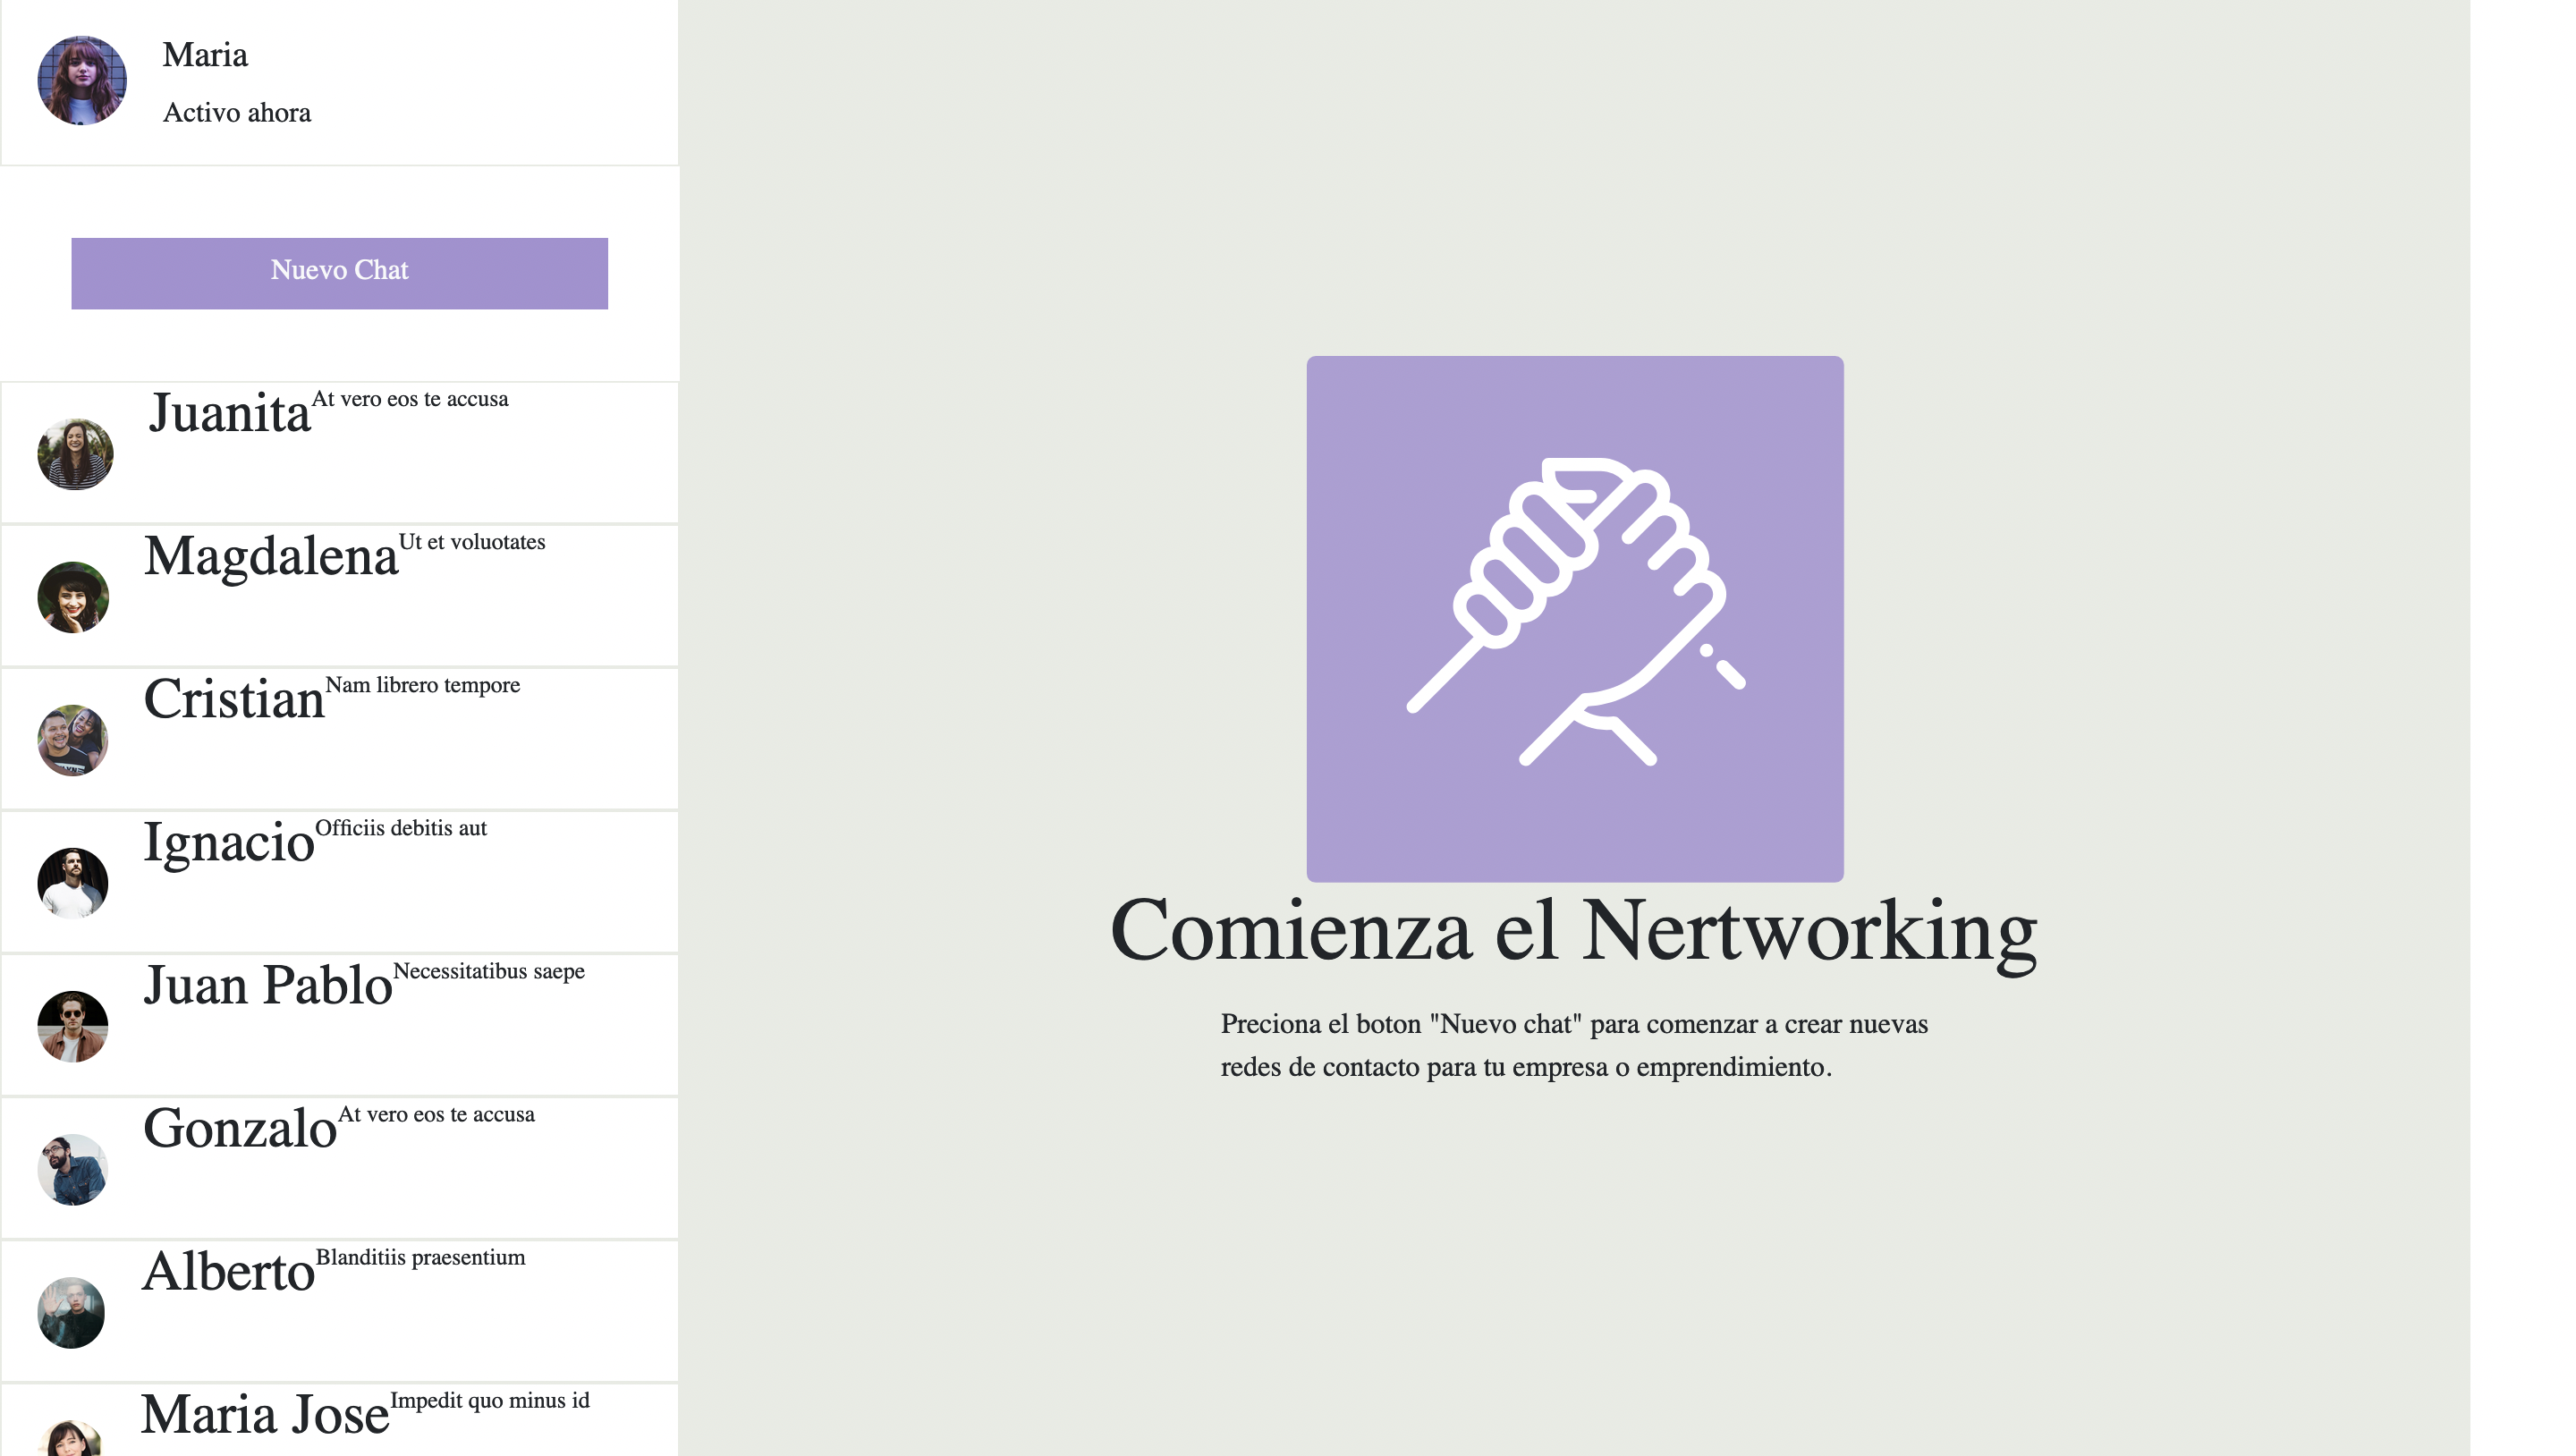 Maria
Activo ahora
Nuevo Chat
Juanita At vero eos te accusa
Magdalena Ut et voluotates
Cristian Nam librero tempore
Ignacio Officiis debitis aut
Juan Pablo Necessitatibus saepe
Gonzalo At vero eos te accusa
Alberto Blanditiis praesentium
Maria Jose Impedit quo minus id
Comienza el Nertworking
Preciona el boton "Nuevo chat" para comenzar a crear nuevas
redes de contacto para tu empresa o emprendimiento.